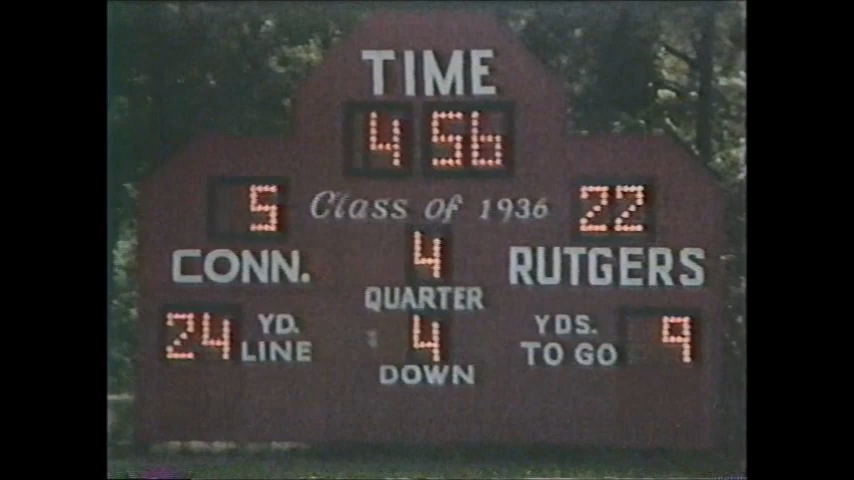 TIME
4 56
5 Class of 1936 22
CONN. 4 RUTGERS
QUARTER
24 YD. LINE 4 YDS. TO GO 9
DOWN